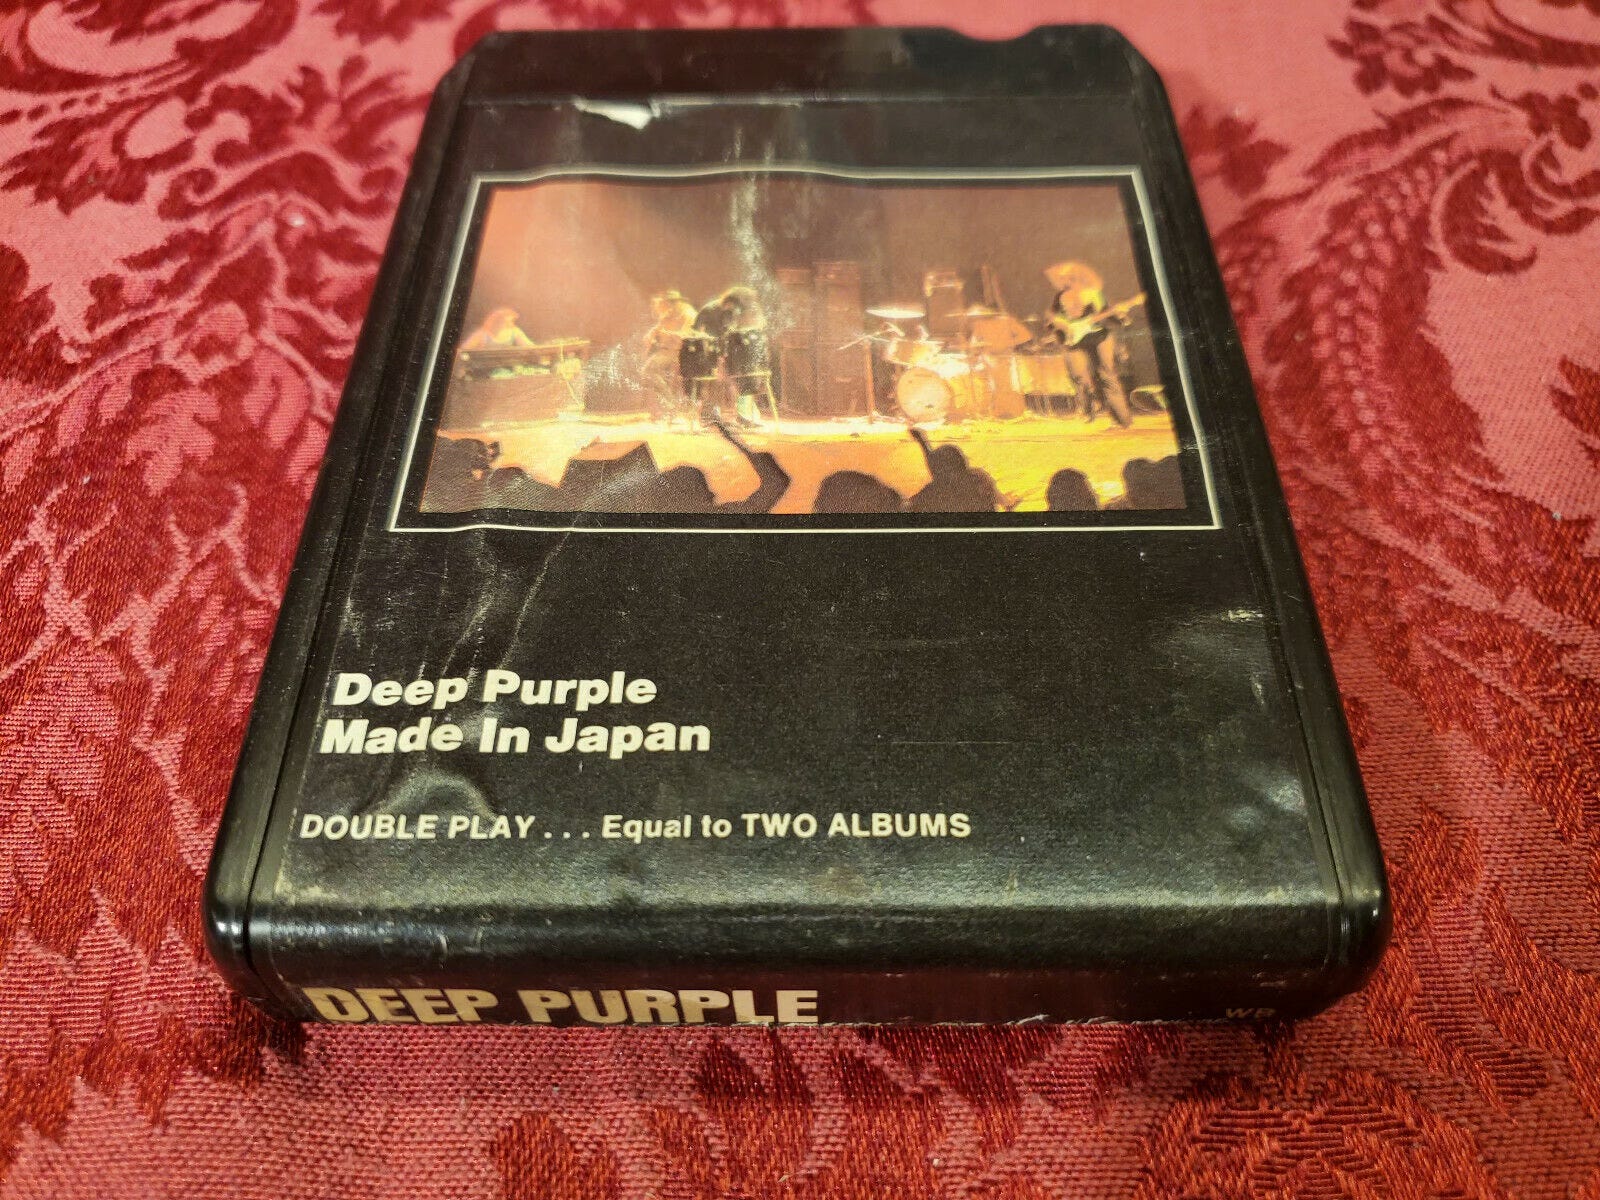 Deep Purple
Made In Japan
DOUBLE PLAY... Equal to TWO ALBUMS
DEEP PURPLE
WB